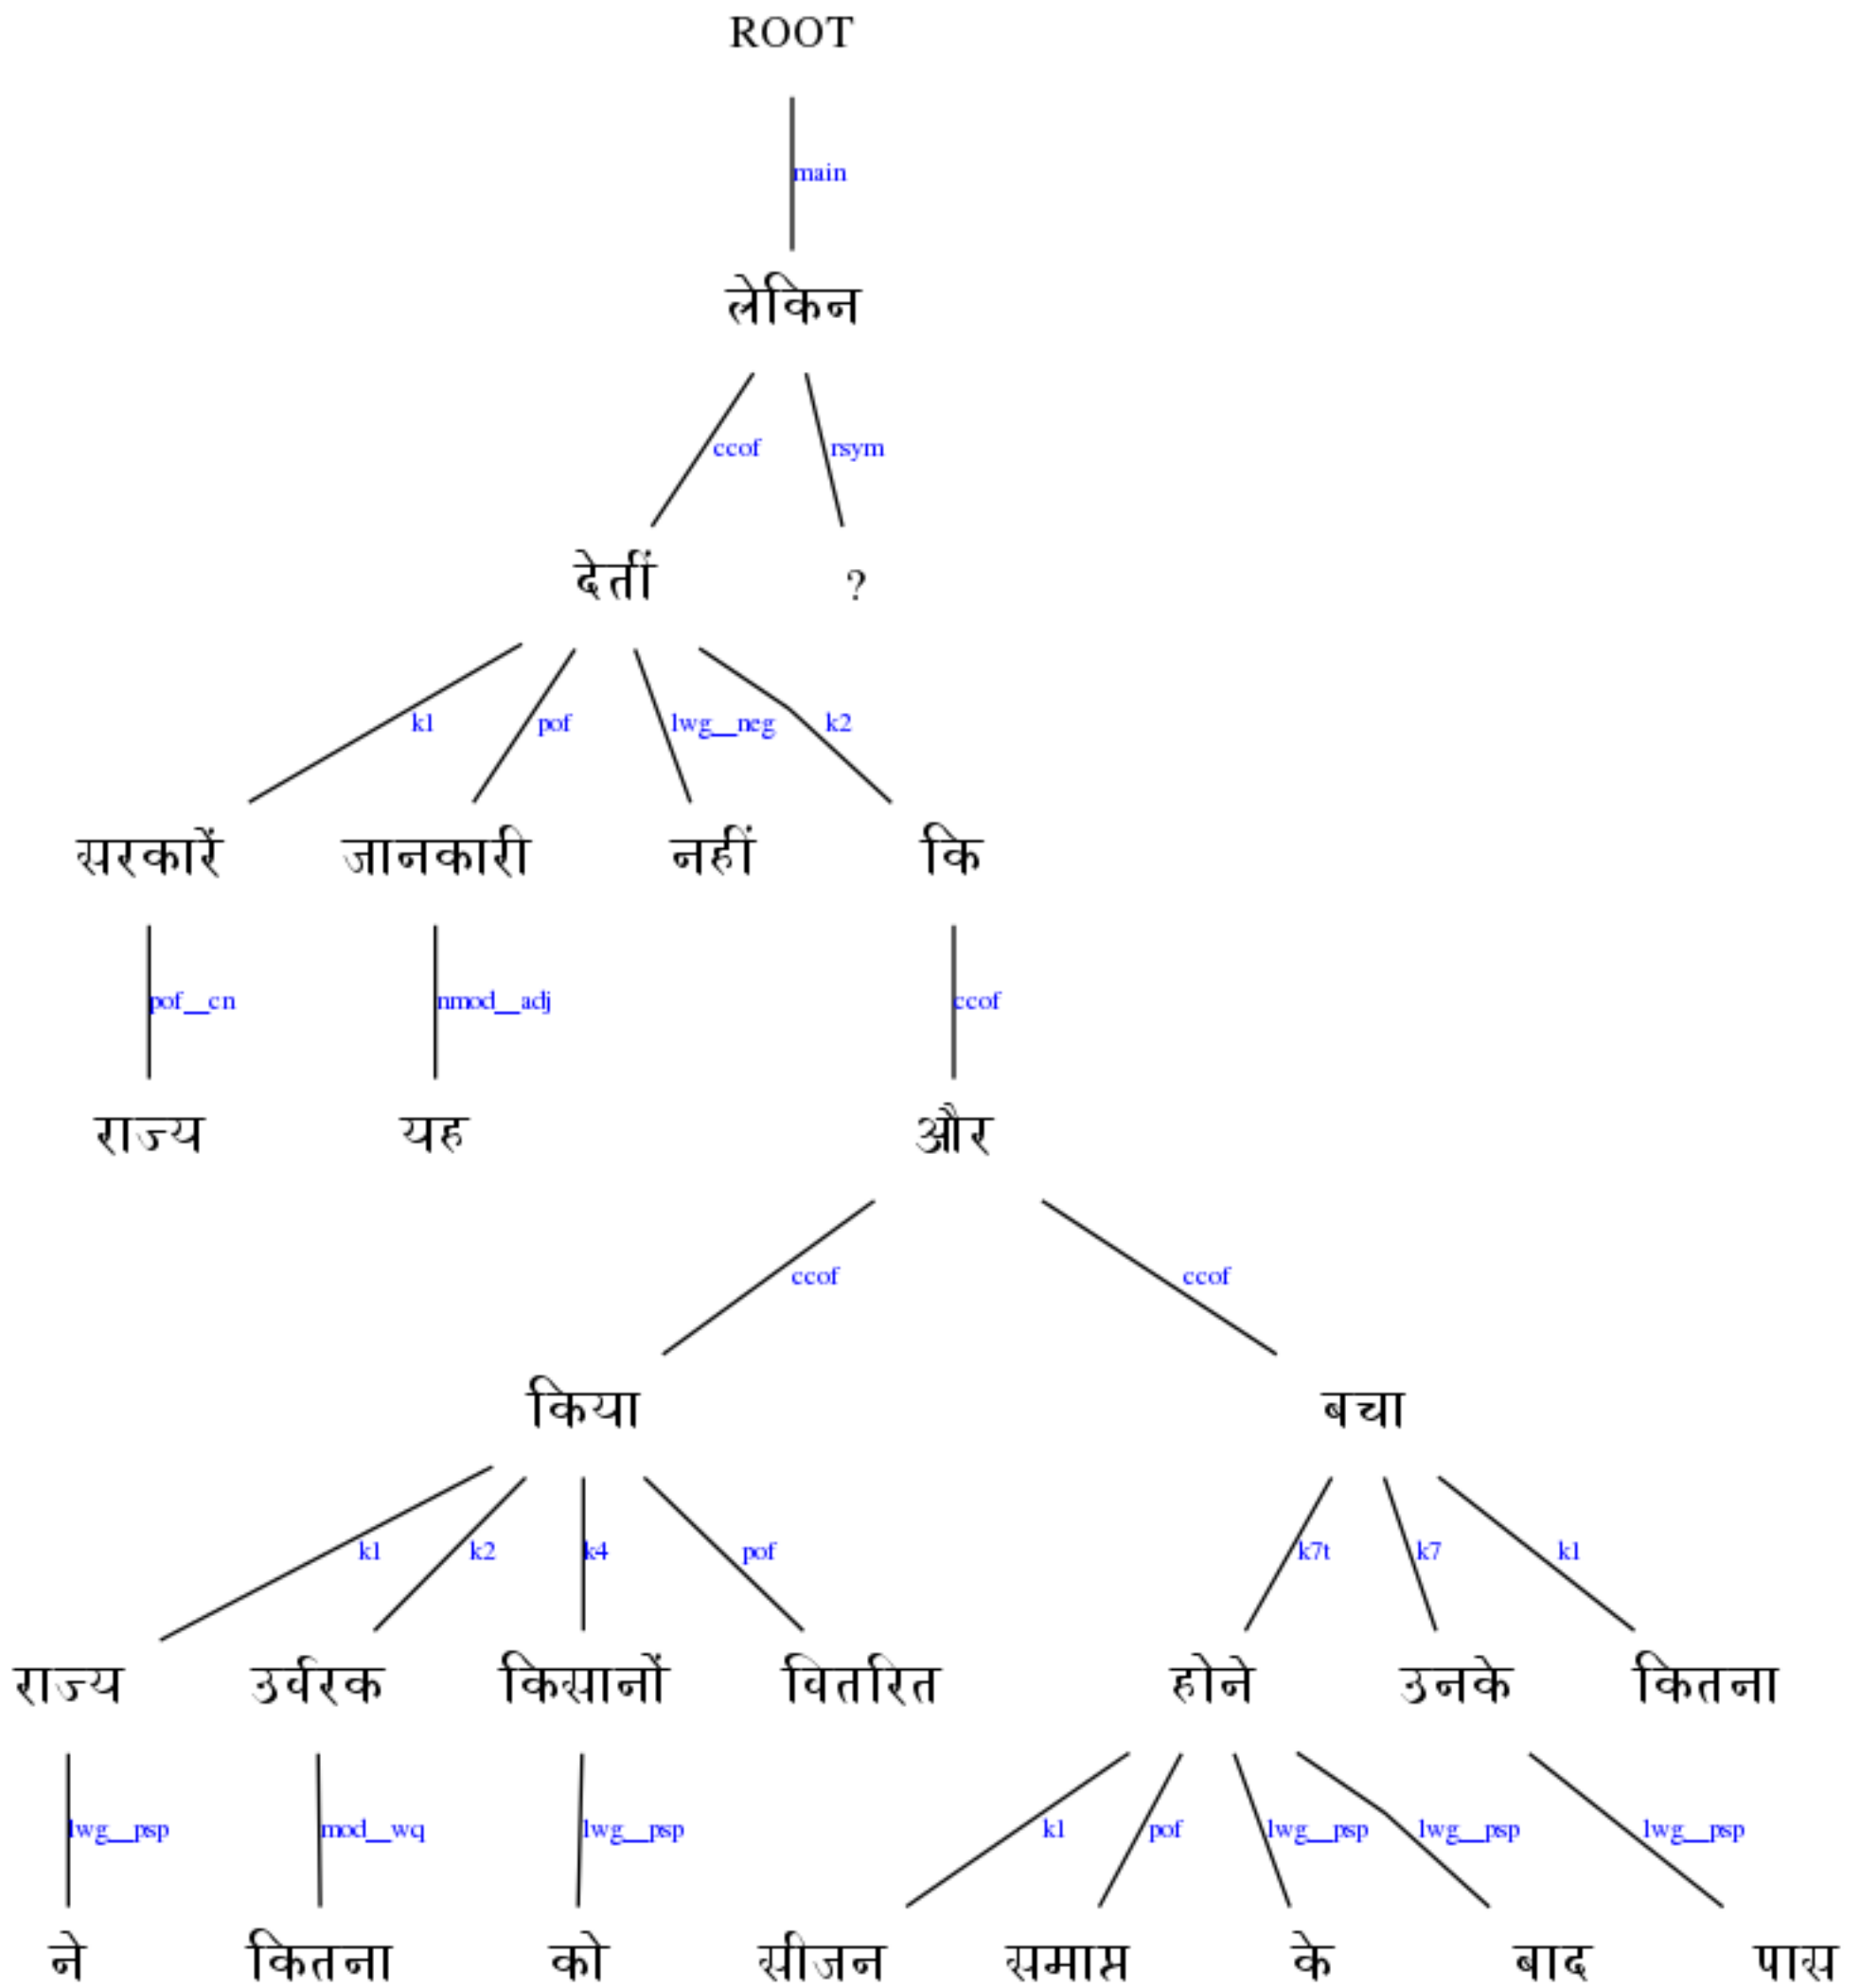 ROOT
main
लेकिन
ccof rsym
देतीं ?
k1 pof lwg__neg k2
सरकारें जानकारी नहीं कि
pof__cn nmod__adj ccof
राज्य यह और
ccof ccof
किया बचा
k1 k2 k4 pof k7t k7 k1
राज्य उर्वरक किसानों वितरित होने उनके कितना
lwg__psp mod__wq lwg__psp k1 pof lwg__psp lwg__psp lwg__psp
ने कितना को सीजन समाप्त के बाद पास